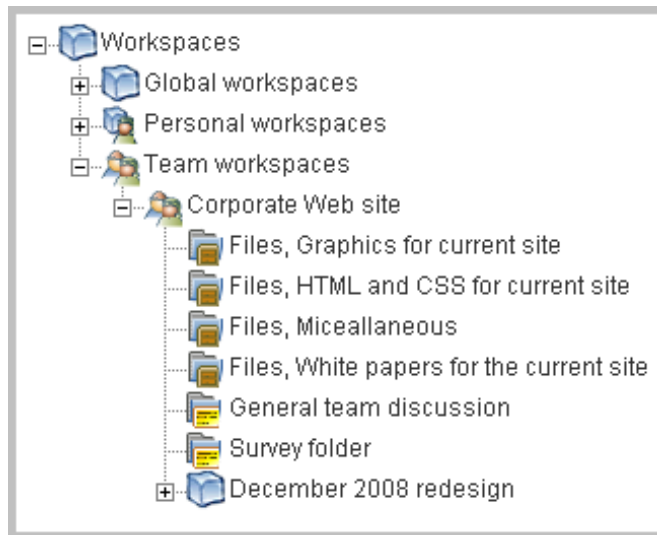 Workspaces
Global workspaces
Personal workspaces
Team workspaces
Corporate Web site
Files, Graphics for current site
Files, HTML and CSS for current site
Files, Miceallaneous
Files, White papers for the current site
General team discussion
Survey folder
December 2008 redesign